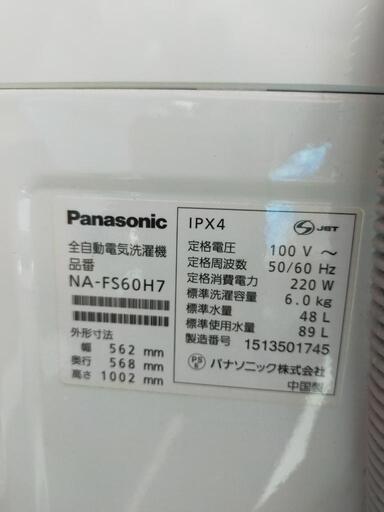 Panasonic
全自動電気洗濯機
品番
NA-FS60H7
外形寸法
幅 562 mm
奥行 568 mm
高さ 1002 mm
IPX4
JET
定格電圧 100 V ～
定格周波数 50/60 Hz
定格消費電力 220 W
標準洗濯容量 6.0kg
標準水量 48 L
標準使用水量 89 L
製造番号 1513501745
PS E パナソニック株式会社
中国製